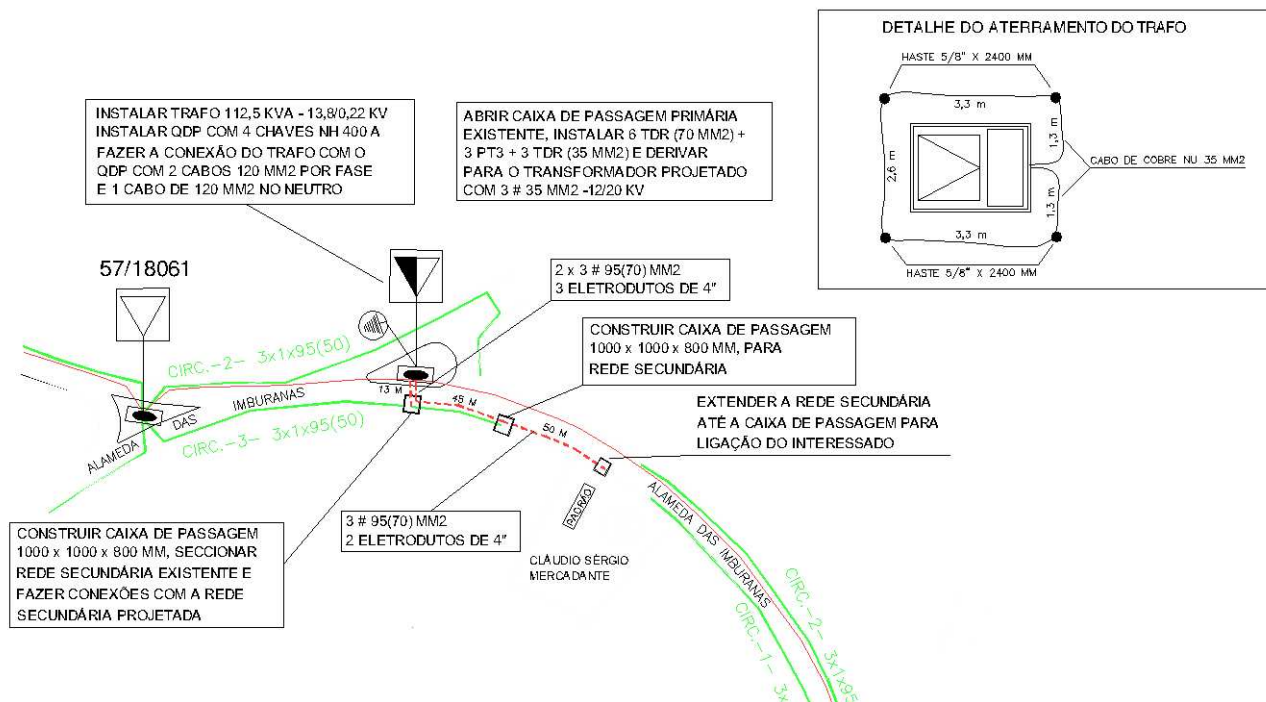 DETALHE DO ATERRAMENTO DO TRAFO
HASTE 5/8" X 2400 MM
3,3 m
E
1,3 m
E
2,6
CABO DE COBRE NU 35 MM2
1,3 m
3,3 m
HASTE 5/8" X 2400 MM
INSTALAR TRAFO 112,5 KVA - 13,8/0,22 KV
INSTALAR QDP COM 4 CHAVES NH 400 A
FAZER A CONEXÃO DO TRAFO COM O
QDP COM 2 CABOS 120 MM2 POR FASE
E 1 CABO DE 120 MM2 NO NEUTRO
ABRIR CAIXA DE PASSAGEM PRIMÁRIA
EXISTENTE, INSTALAR 6 TDR (70 MM2) +
3 PT3 + 3 TDR (35 MM2) E DERIVAR
PARA O TRANSFORMADOR PROJETADO
COM 3 # 35 MM2 -12/20 KV
57/18061
2 x 3 # 95(70) MM2
3 ELETRODUTOS DE 4"
CONSTRUIR CAIXA DE PASSAGEM
1000 x 1000 x 800 MM, PARA
REDE SECUNDÁRIA
CIRC.-2- 3x1x95(50)
13 M
45 M
50 M
ALAMEDA DAS IMBURANAS
CIRC.-3- 3x1x95(50)
EXTENDER A REDE SECUNDÁRIA
ATÉ A CAIXA DE PASSAGEM PARA
LIGAÇÃO DO INTERESSADO
CONSTRUIR CAIXA DE PASSAGEM
1000 x 1000 x 800 MM, SECCIONAR
REDE SECUNDÁRIA EXISTENTE E
FAZER CONEXÕES COM A REDE
SECUNDÁRIA PROJETADA
3 # 95(70) MM2
2 ELETRODUTOS DE 4"
PADRÃO
CLÁUDIO SÉRGIO
MERCADANTE
ALAMEDA DAS IMBURANAS
CIRC.-2- 3x1x95
CIRC.-1- 3x